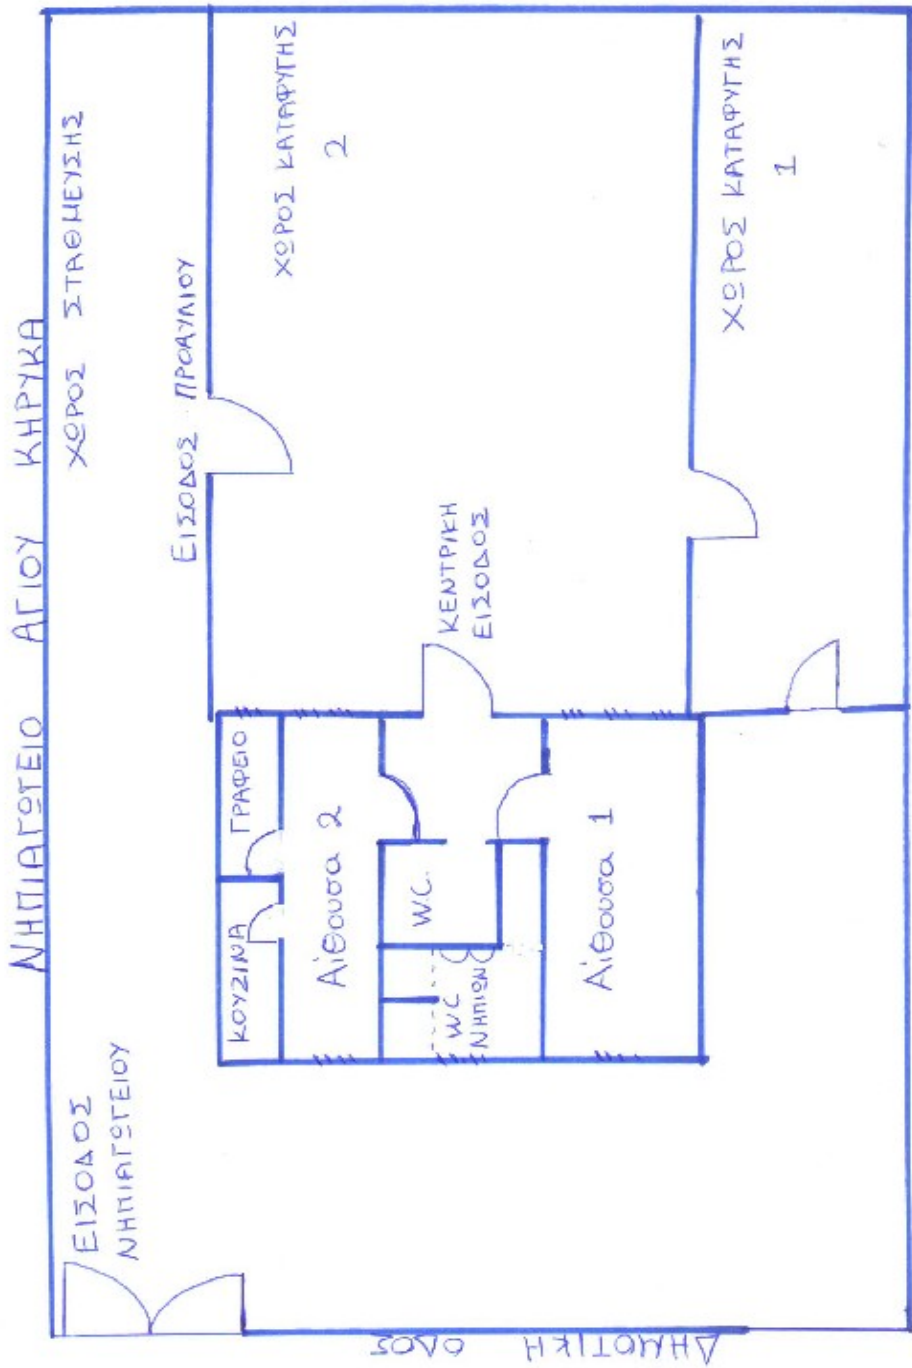 ΝΗΠΙΑΓΩΓΕΙΟ ΑΓΙΟΥ ΚΗΡΥΚΑ
ΧΩΡΟΣ ΣΤΑΘΜΕΥΣΗΣ
ΕΙΣΟΔΟΣ
ΝΗΠΙΑΓΩΓΕΙΟΥ
ΕΙΣΟΔΟΣ ΠΡΟΑΥΛΙΟΥ
ΚΟΥΖΙΝΑ
ΓΡΑΦΕΙΟ
ΧΩΡΟΣ ΚΑΤΑΦΥΓΗΣ
2
Αίθουσα 2
W.C.
W.C
ΝΗΠΙΩΝ
ΚΕΝΤΡΙΚΗ
ΕΙΣΟΔΟΣ
Αίθουσα 1
ΧΩΡΟΣ ΚΑΤΑΦΥΓΗΣ
1
ΔΗΜΟΤΙΚΗ ΟΔΟΣ